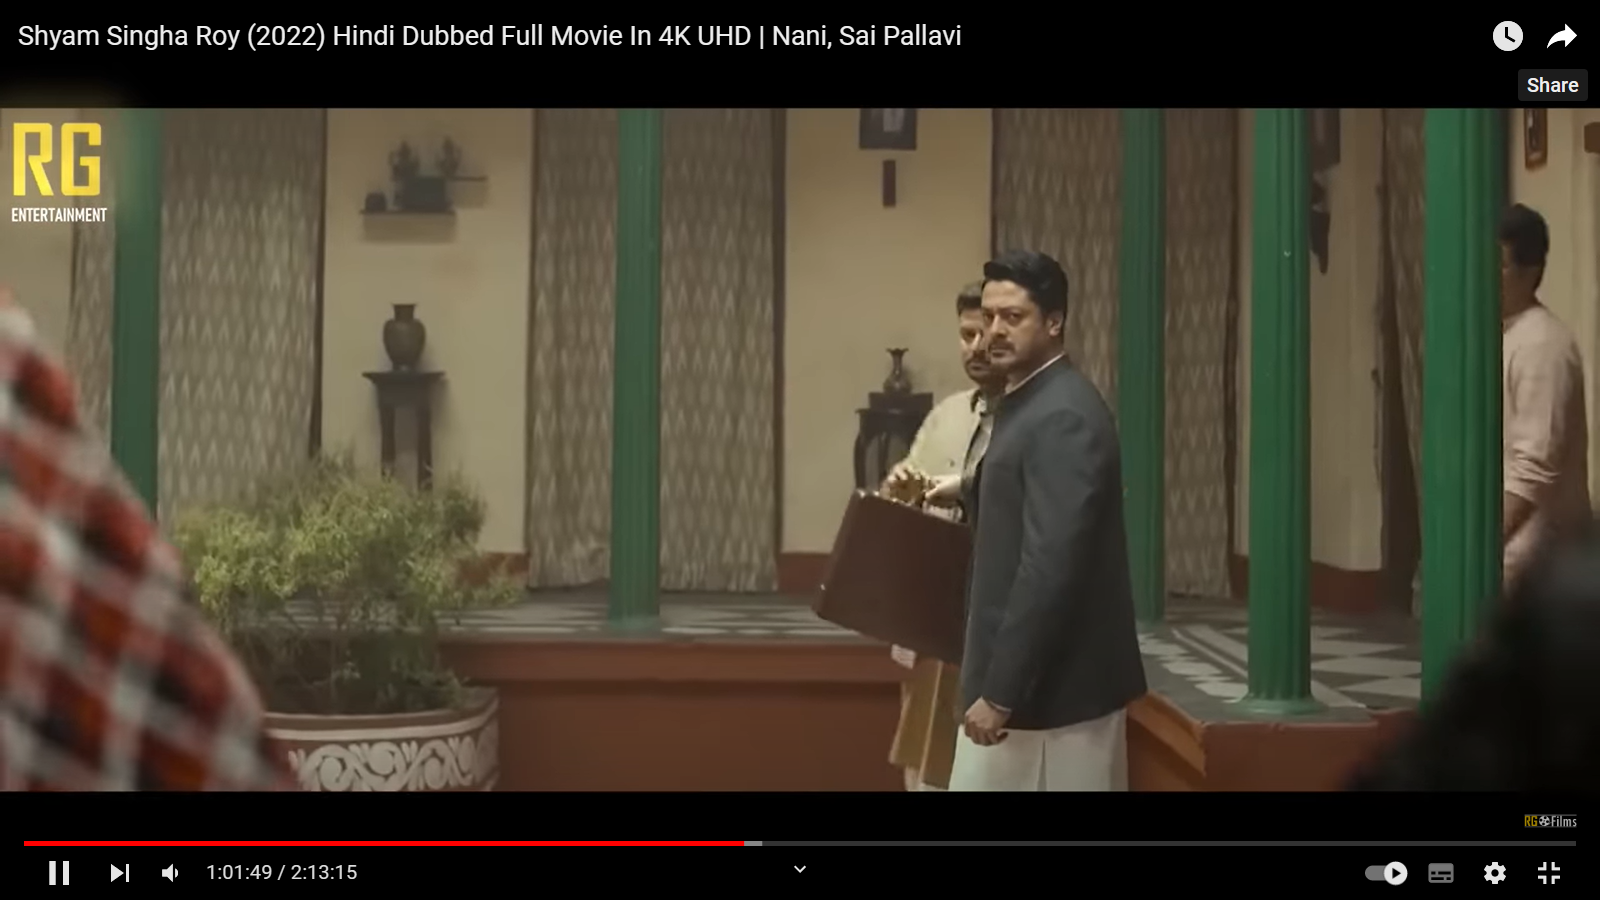 Shyam Singha Roy (2022) Hindi Dubbed Full Movie In 4K UHD | Nani, Sai Pallavi
Share
RG
ENTERTAINMENT
RG Films
1:01:49 / 2:13:15